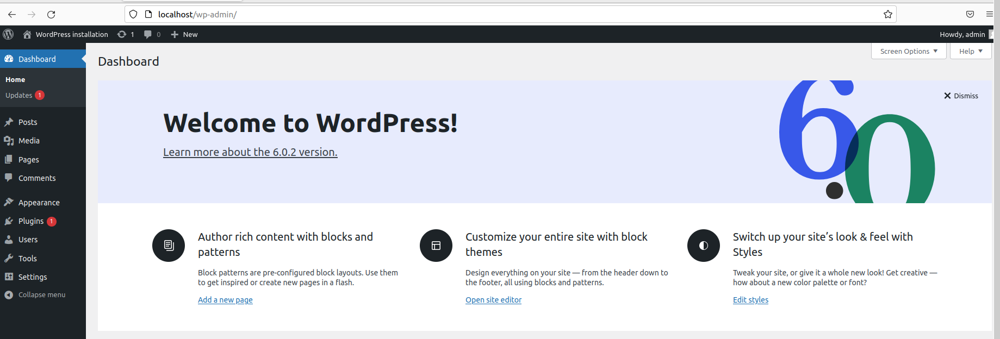 localhost/wp-admin/
WordPress installation 1 0 New Howdy, admin
Dashboard
Home
Updates 1
Posts
Media
Pages
Comments
Appearance
Plugins 1
Users
Tools
Settings
Collapse menu
Dashboard
Screen Options Help
Dismiss
Welcome to WordPress!
Learn more about the 6.0.2 version.
6.0
Author rich content with blocks and
patterns
Block patterns are pre-configured block layouts. Use them
to get inspired or create new pages in a flash.
Add a new page
Customize your entire site with block
themes
Design everything on your site — from the header down to
the footer, all using blocks and patterns.
Open site editor
Switch up your site’s look & feel with
Styles
Tweak your site, or give it a whole new look! Get creative —
how about a new color palette or font?
Edit styles